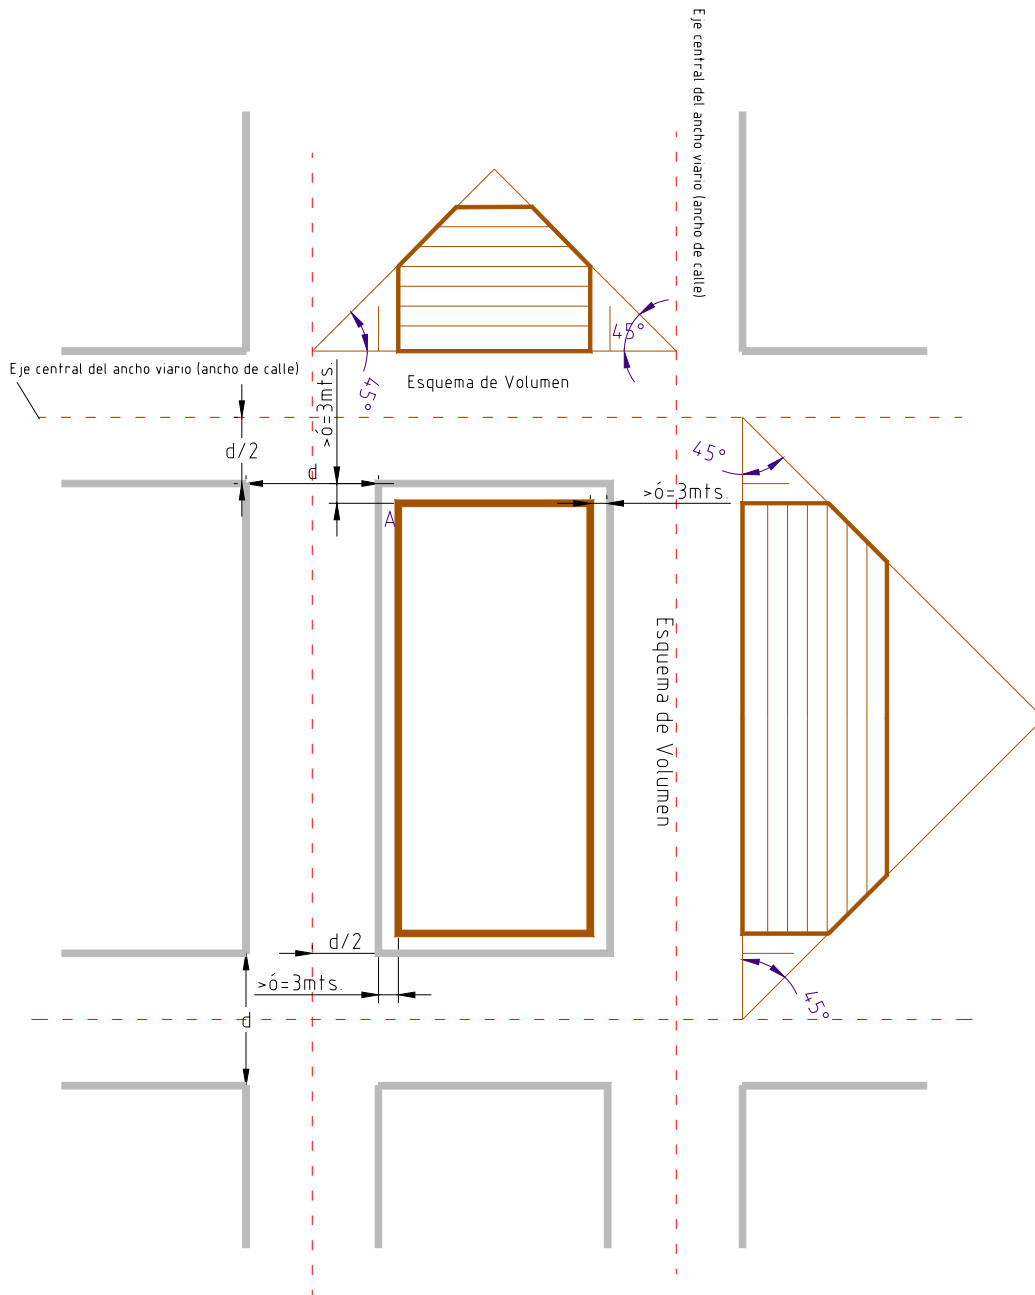 Eje central del ancho viario (ancho de calle)
45°
Eje central del ancho viario (ancho de calle)
Esquema de Volumen
45°
>ó=3mts.
d/2
d
45°
>ó=3mts.
A
Esquema de Volumen
d/2
>ó=3mts.
45°
d